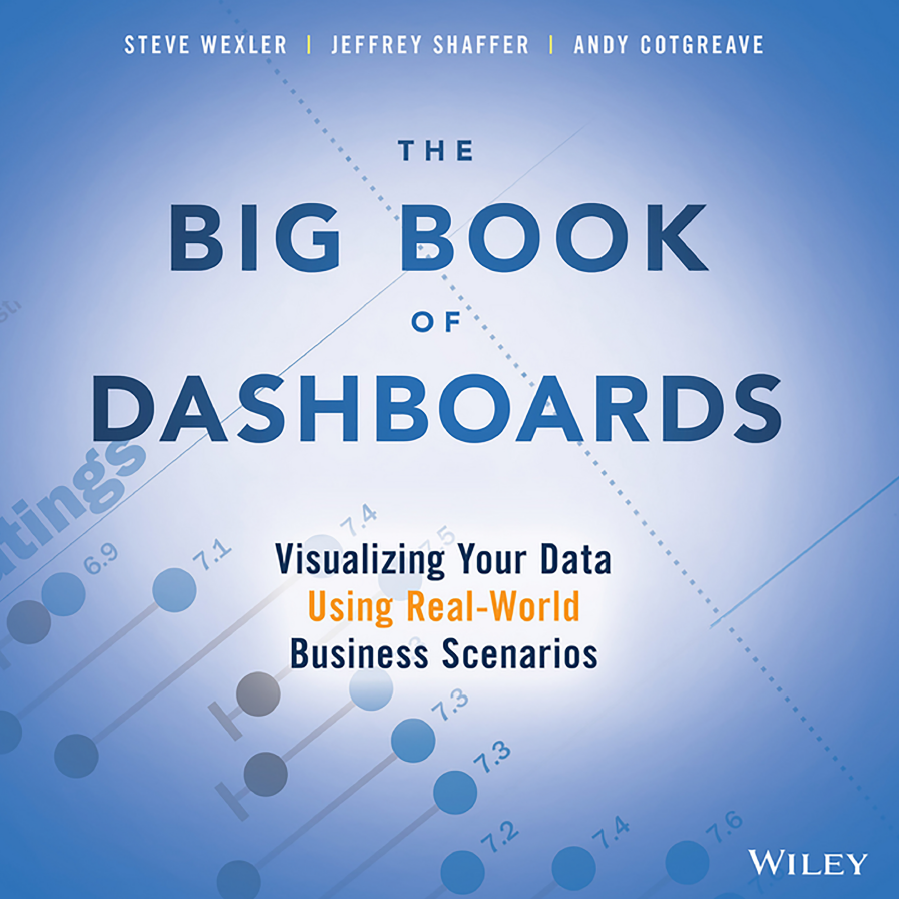 STEVE WEXLER | JEFFREY SHAFFER | ANDY COTGREAVE
THE
BIG BOOK
OF
DASHBOARDS
Visualizing Your Data
Using Real-World
Business Scenarios
6.9
7.1
7.4
7.5
7.3
7.3
7.2
7.4
7.6
WILEY